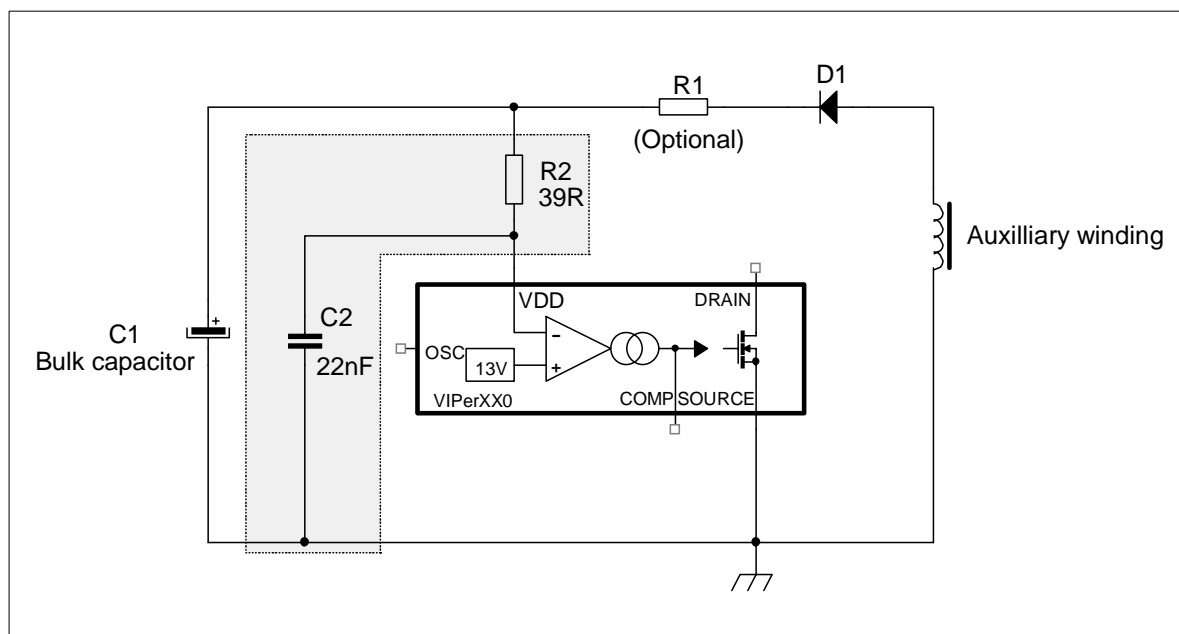 D1
R1
(Optional)
R2
39R
Auxilliary winding
VDD
DRAIN
C2
22nF
C1
Bulk capacitor
+
OSC
13V
−
+
VIPerXX0
COMP
SOURCE